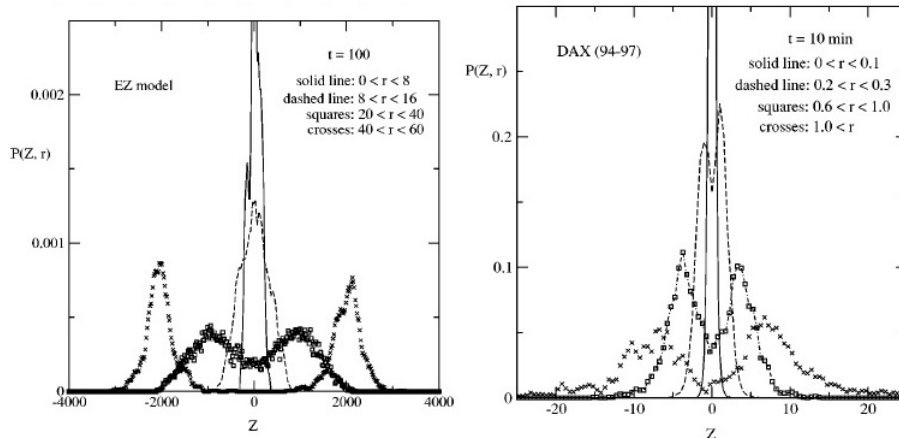 t = 100
EZ model
solid line: 0 < r < 8
dashed line: 8 < r < 16
squares: 20 < r < 40
crosses: 40 < r < 60
0.002
P(Z, r)
0.001
0
-4000
-2000
0
2000
4000
Z
t = 10 min
DAX (94-97)
solid line: 0 < r < 0.1
P(Z, r)
dashed line: 0.2 < r < 0.3
squares: 0.6 < r < 1.0
crosses: 1.0 < r
0.2
0.1
0
-20
-10
0
10
20
Z